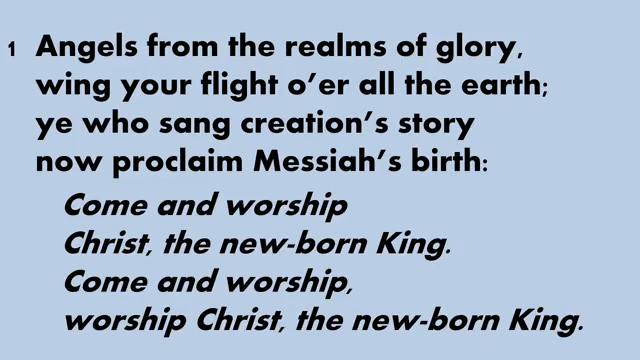 1 Angels from the realms of glory,
wing your flight o’er all the earth;
ye who sang creation’s story
now proclaim Messiah’s birth:
Come and worship
Christ, the new-born King.
Come and worship,
worship Christ, the new-born King.